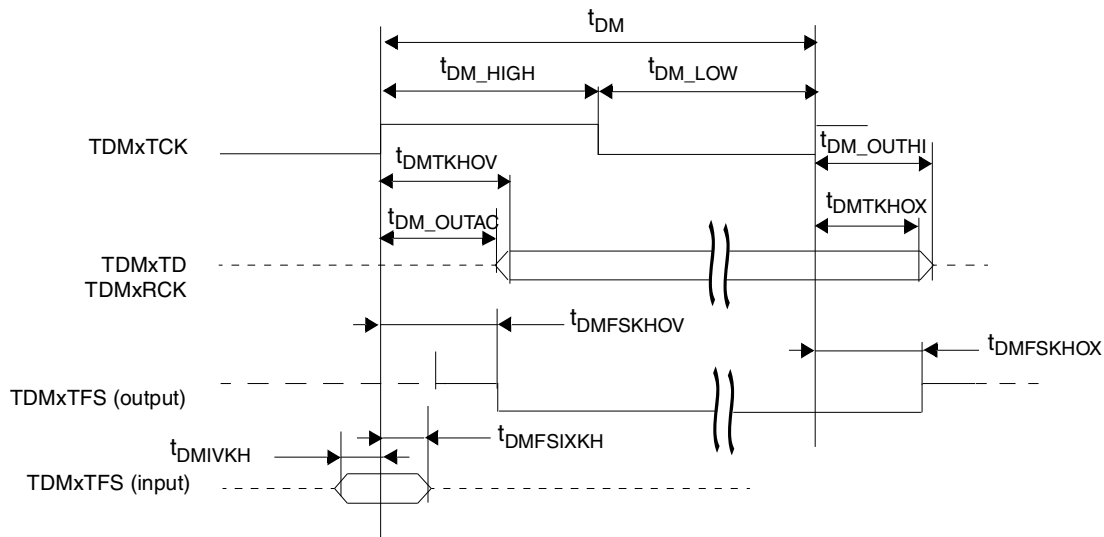 tDM
tDM_HIGH
tDM_LOW
TDMxTCK
tDM_OUTHI
tDMTKHOV
tDMTKHOX
tDM_OUTAC
TDMxTD
TDMxRCK
tDMFSKHOV
tDMFSKHOX
TDMxTFS (output)
tDMFSIXKH
tDMIVKH
TDMxTFS (input)